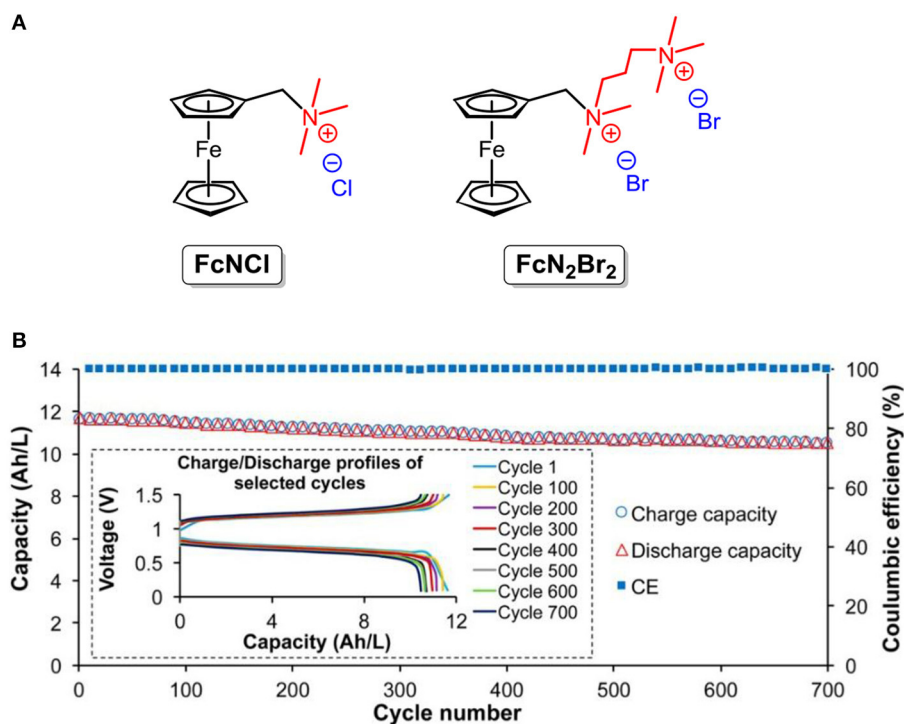 A
N
⊕
⊖
Cl
Fe
FcNCl
N
⊕
⊖
Br
N
⊕
⊖
Br
Fe
FcN₂Br₂
B
Capacity (Ah/L)
14
12
10
8
6
4
2
0
0 100 200 300 400 500 600 700
Cycle number
100
80
60
40
20
0
Coulumbic efficiency (%)
Charge/Discharge profiles of
selected cycles
Voltage (V)
1.5
1
0.5
0
0 4 8 12
Capacity (Ah/L)
Cycle 1
Cycle 100
Cycle 200
Cycle 300
Cycle 400
Cycle 500
Cycle 600
Cycle 700
Charge capacity
Discharge capacity
CE